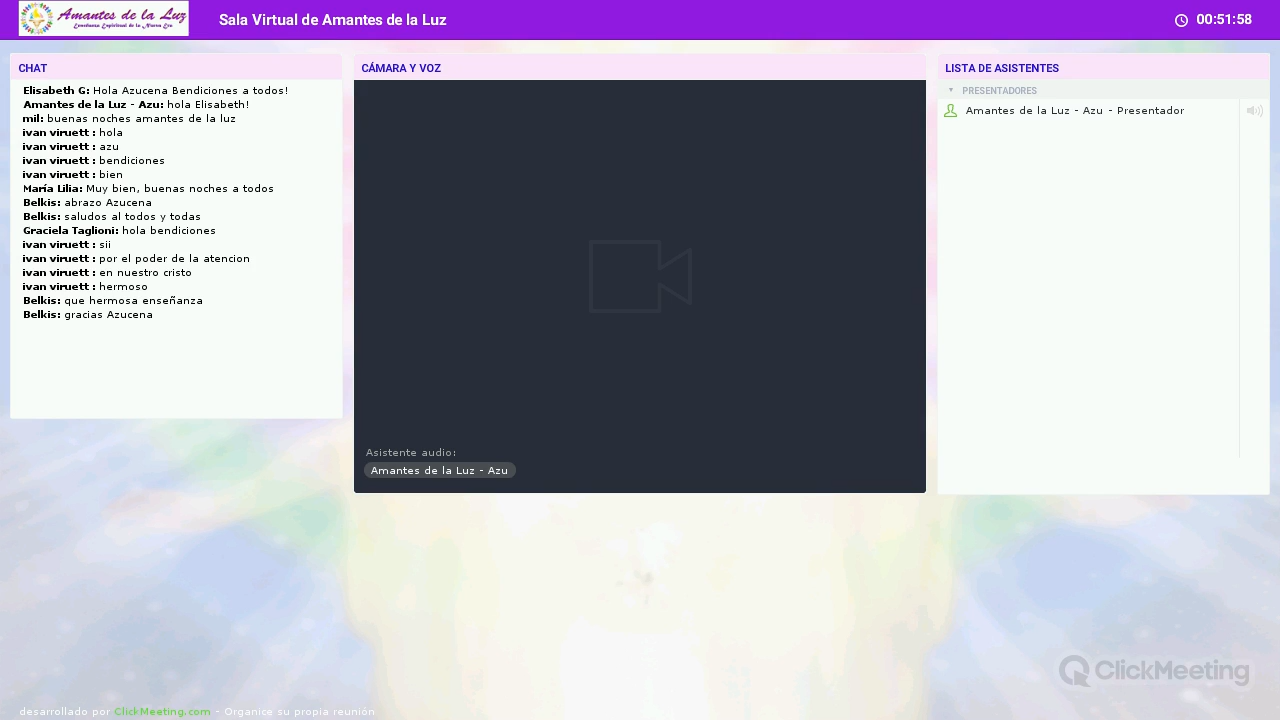 Amantes de la Luz
Enseñanza Espiritual de la Nueva Era
Sala Virtual de Amantes de la Luz
00:51:58
CHAT
Elisabeth G: Hola Azucena Bendiciones a todos!
Amantes de la Luz - Azu: hola Elisabeth!
mil: buenas noches amantes de la luz
ivan viruett : hola
ivan viruett : azu
ivan viruett : bendiciones
ivan viruett : bien
María Lilia: Muy bien, buenas noches a todos
Belkis: abrazo Azucena
Belkis: saludos al todos y todas
Graciela Taglioni: hola bendiciones
ivan viruett : sii
ivan viruett : por el poder de la atencion
ivan viruett : en nuestro cristo
ivan viruett : hermoso
Belkis: que hermosa enseñanza
Belkis: gracias Azucena
CÁMARA Y VOZ
Asistente audio:
Amantes de la Luz - Azu
LISTA DE ASISTENTES
PRESENTADORES
Amantes de la Luz - Azu - Presentador
ClickMeeting
desarrollado por ClickMeeting.com - Organice su propia reunión